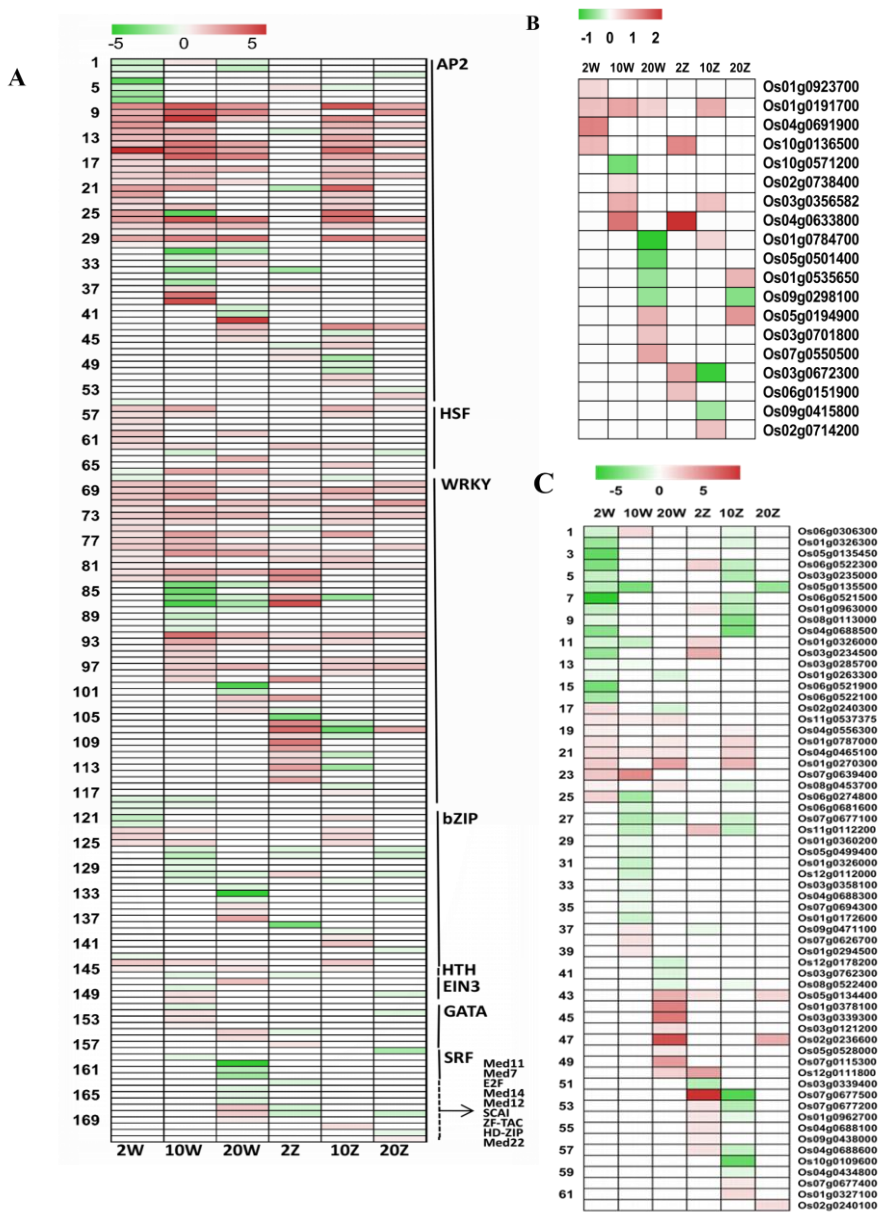 A
-5 0 5
1
5
9
13
17
21
25
29
33
37
41
45
49
53
57
61
65
69
73
77
81
85
89
93
97
101
105
109
113
117
121
125
129
133
137
141
145
149
153
157
161
165
169
AP2
HSF
WRKY
bZIP
HTH
EIN3
GATA
SRF
Med11
Med7
E2F
Med14
Med12
SCAI
ZF-TAC
HD-ZIP
Med22
2W 10W 20W 2Z 10Z 20Z
B
-1 0 1 2
2W 10W 20W 2Z 10Z 20Z
Os01g0923700
Os01g0191700
Os04g0691900
Os10g0136500
Os10g0571200
Os02g0738400
Os03g0356582
Os04g0633800
Os01g0784700
Os05g0501400
Os01g0535650
Os09g0298100
Os05g0194900
Os03g0701800
Os07g0550500
Os03g0672300
Os06g0151900
Os09g0415800
Os02g0714200
C
-5 0 5
2W 10W 20W 2Z 10Z 20Z
1 Os06g0306300
Os01g0326300
3 Os05g0135450
Os06g0522300
5 Os03g0235000
Os05g0135500
7 Os06g0521500
Os01g0963000
9 Os08g0113000
Os04g0688500
11 Os01g0326000
Os03g0234500
13 Os03g0285700
Os01g0263300
15 Os06g0521900
Os06g0522100
17 Os02g0240300
Os11g0537375
19 Os04g0556300
Os01g0787000
21 Os04g0465100
Os01g0270300
23 Os07g0639400
Os08g0453700
25 Os06g0274800
Os06g0681600
27 Os07g0677100
Os11g0112200
29 Os01g0360200
Os05g0499400
31 Os01g0326000
Os12g0112000
33 Os03g0358100
Os04g0688300
35 Os07g0694300
Os01g0172600
37 Os09g0471100
Os07g0626700
39 Os01g0294500
Os12g0178200
41 Os03g0762300
Os08g0522400
43 Os05g0134400
Os01g0378100
45 Os03g0339300
Os03g0121200
47 Os02g0236600
Os05g0528000
49 Os07g0115300
Os12g0111800
51 Os03g0339400
Os07g0677500
53 Os07g0677200
Os01g0962700
55 Os04g0688100
Os09g0438000
57 Os04g0688600
Os10g0109600
59 Os04g0434800
Os07g0677400
61 Os01g0327100
Os02g0240100